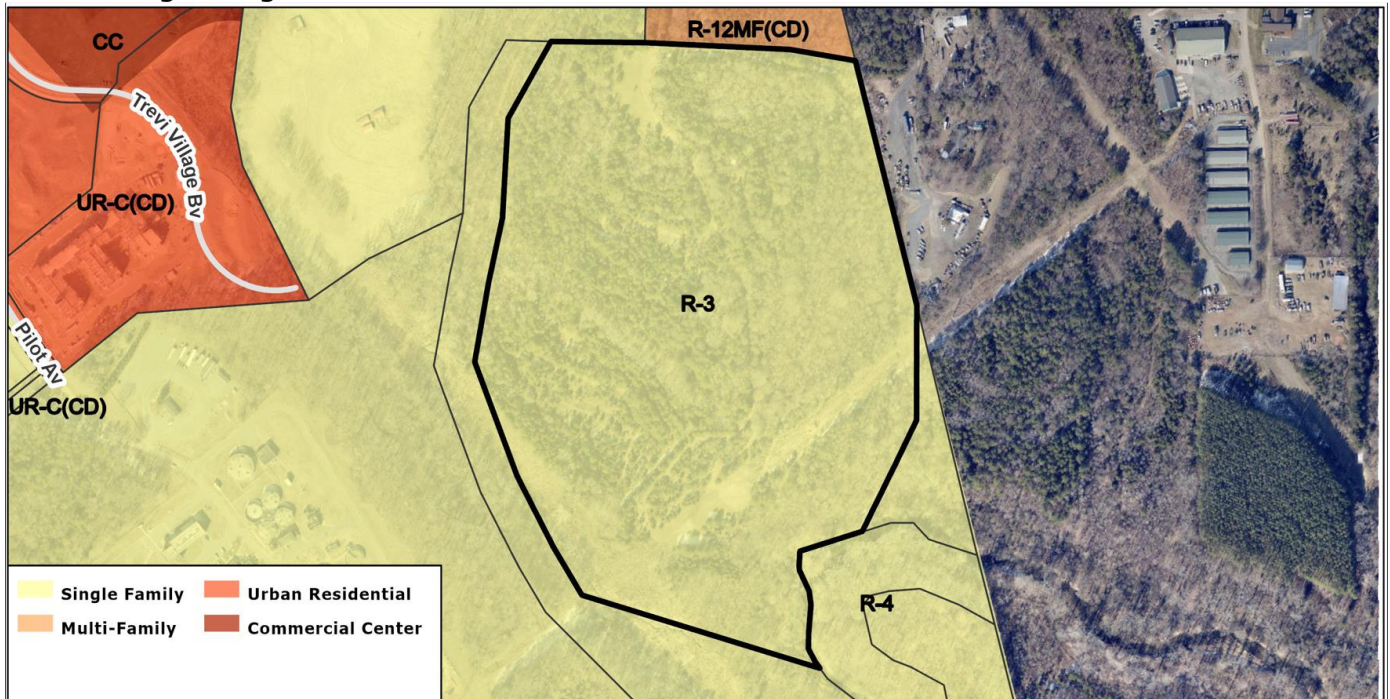 CC
R-12MF(CD)
Trevi Village Bv
UR-C(CD)
R-3
Pilot Av
UR-C(CD)
R-4
Single Family
Urban Residential
Multi-Family
Commercial Center